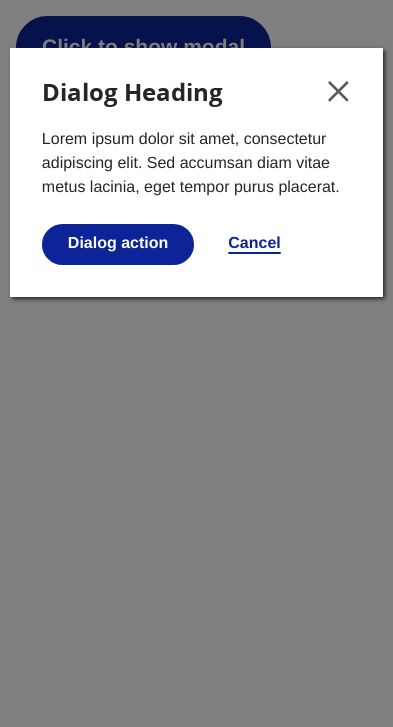 Click to show modal
Dialog Heading
Lorem ipsum dolor sit amet, consectetur
adipiscing elit. Sed accumsan diam vitae
metus lacinia, eget tempor purus placerat.
Dialog action
Cancel